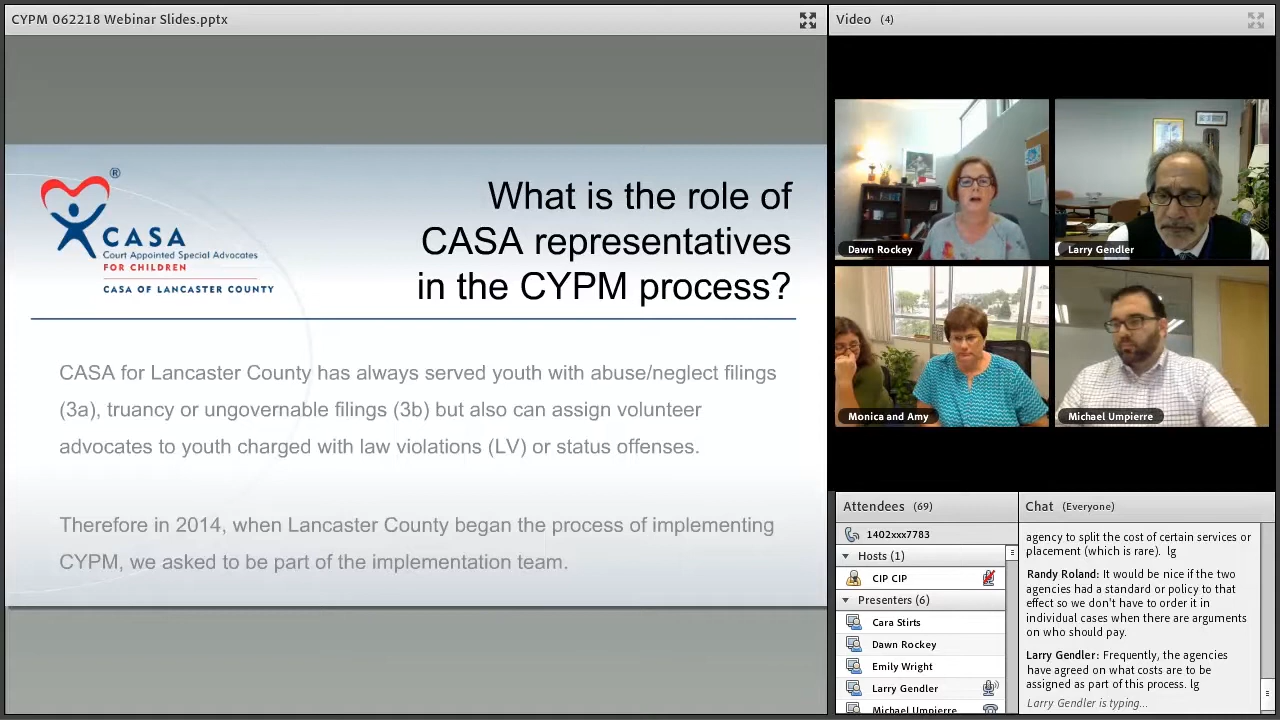 CYPM 062218 Webinar Slides.pptx
®
CASA
Court Appointed Special Advocates
FOR CHILDREN
CASA OF LANCASTER COUNTY
What is the role of
CASA representatives
in the CYPM process?
CASA for Lancaster County has always served youth with abuse/neglect filings
(3a), truancy or ungovernable filings (3b) but also can assign volunteer
advocates to youth charged with law violations (LV) or status offenses.
Therefore in 2014, when Lancaster County began the process of implementing
CYPM, we asked to be part of the implementation team.
Video (4)
Dawn Rockey
Larry Gendler
Monica and Amy
Michael Umpierre
Attendees (69)
1402xxx7783
Hosts (1)
CIP CIP
Presenters (6)
Cara Stirts
Dawn Rockey
Emily Wright
Larry Gendler
Michael Umpierre
Chat (Everyone)
agency to split the cost of certain services or
placement (which is rare). lg
Randy Roland: It would be nice if the two
agencies had a standard or policy to that
effect so we don't have to order it in
individual cases when there are arguments
on who should pay.
Larry Gendler: Frequently, the agencies
have agreed on what costs are to be
assigned as part of this process. lg
Larry Gendler is typing...